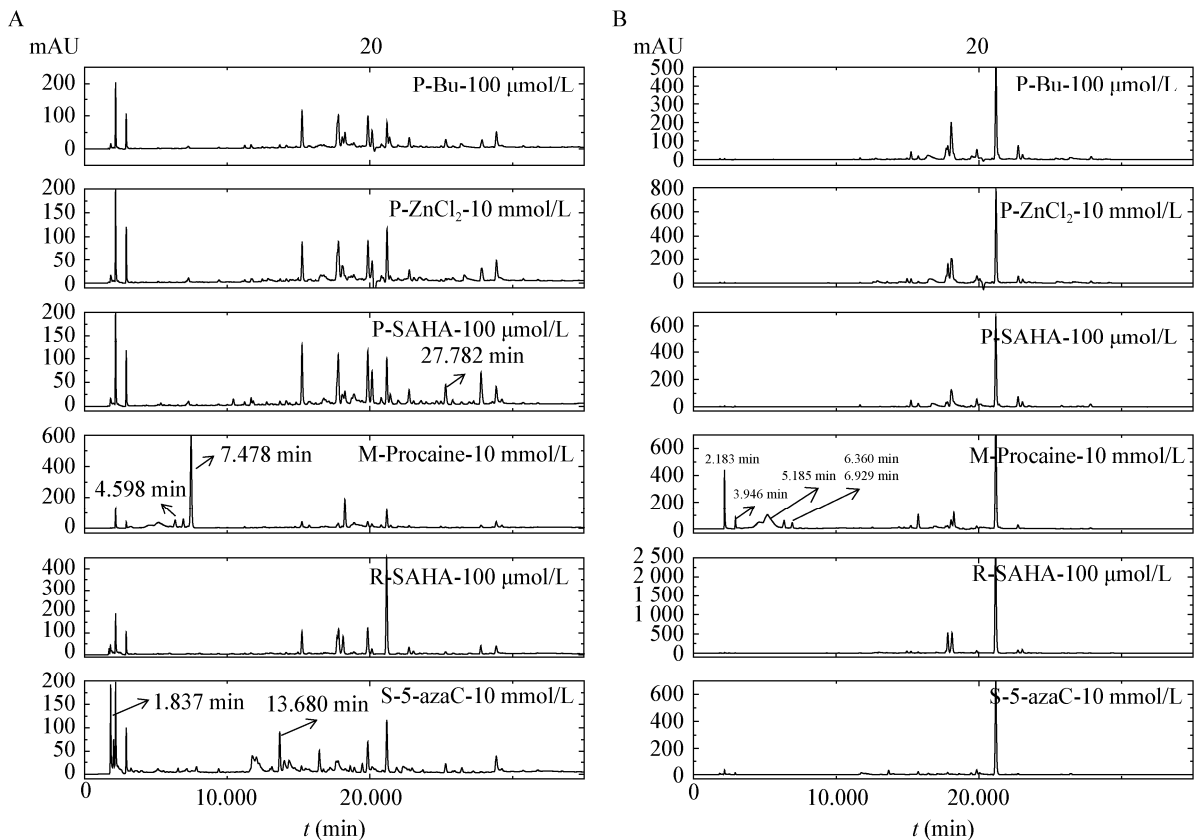 A
mAU
20
P-Bu-100 μmol/L
200
100
0
P-ZnCl2-10 mmol/L
200
150
100
50
0
P-SAHA-100 μmol/L
27.782 min
200
150
100
50
0
M-Procaine-10 mmol/L
7.478 min
4.598 min
600
400
200
0
R-SAHA-100 μmol/L
400
300
200
100
0
S-5-azaC-10 mmol/L
1.837 min
13.680 min
200
150
100
50
0
0
10.000
20.000
t (min)
B
mAU
20
P-Bu-100 μmol/L
500
400
300
200
100
0
P-ZnCl2-10 mmol/L
800
600
400
200
0
P-SAHA-100 μmol/L
600
400
200
0
M-Procaine-10 mmol/L
2.183 min
3.946 min
5.185 min
6.360 min
6.929 min
600
400
200
0
R-SAHA-100 μmol/L
2 500
2 000
1 500
1 000
500
0
S-5-azaC-10 mmol/L
600
400
200
0
0
10.000
20.000
t (min)